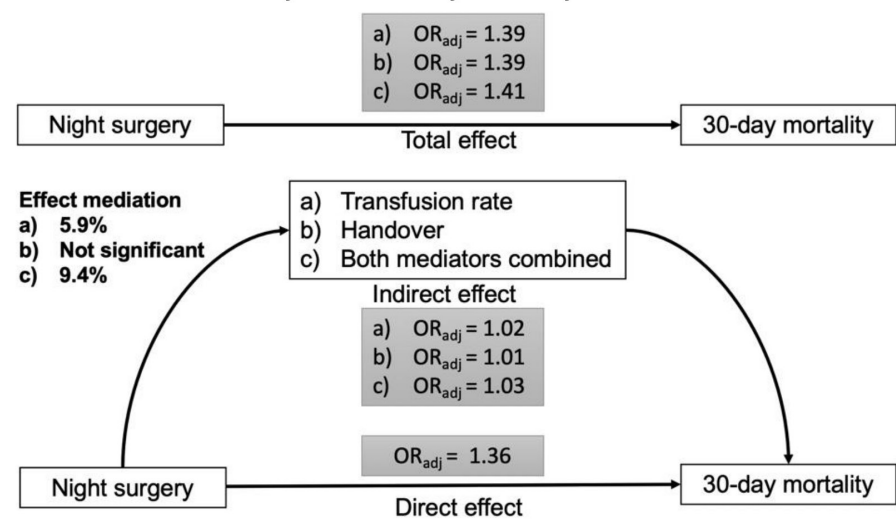 a) ORadj = 1.39
b) ORadj = 1.39
c) ORadj = 1.41
Night surgery
30-day mortality
Total effect
Effect mediation
a) 5.9%
b) Not significant
c) 9.4%
a) Transfusion rate
b) Handover
c) Both mediators combined
Indirect effect
a) ORadj = 1.02
b) ORadj = 1.01
c) ORadj = 1.03
ORadj = 1.36
Night surgery
30-day mortality
Direct effect